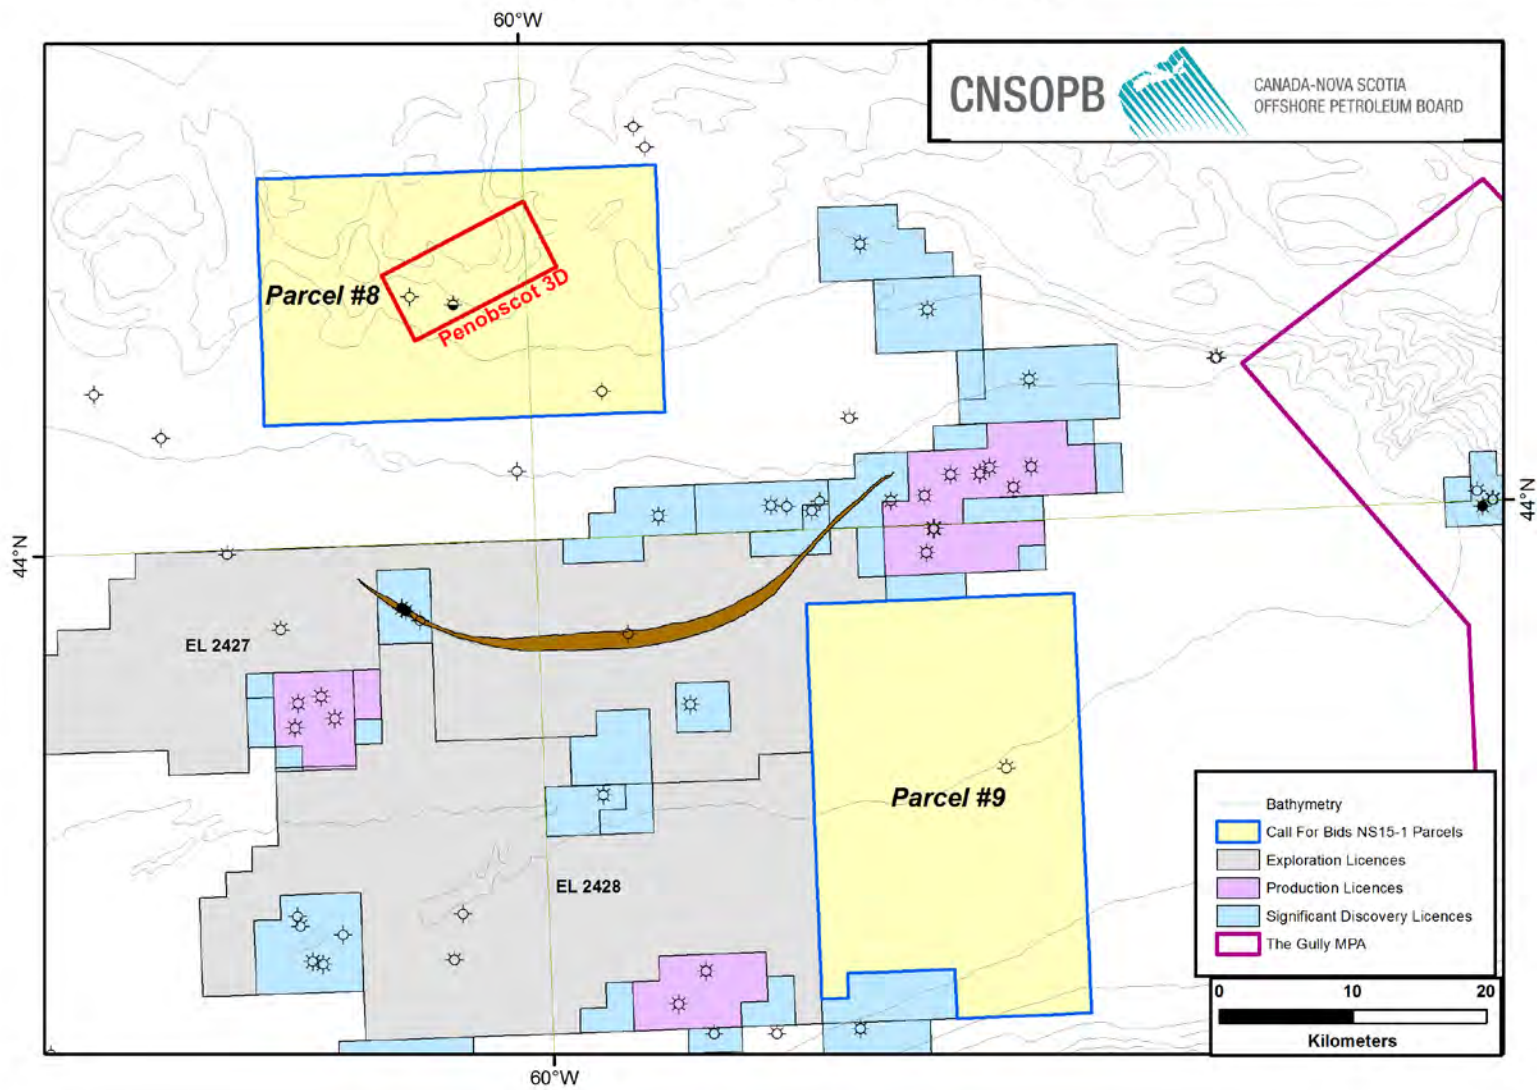 60°W
CNSOPB
CANADA-NOVA SCOTIA
OFFSHORE PETROLEUM BOARD
Parcel #8
Penobscot 3D
44°N
44°N
EL 2427
Parcel #9
EL 2428
Bathymetry
Call For Bids NS15-1 Parcels
Exploration Licences
Production Licences
Significant Discovery Licences
The Gully MPA
0 10 20
Kilometers
60°W